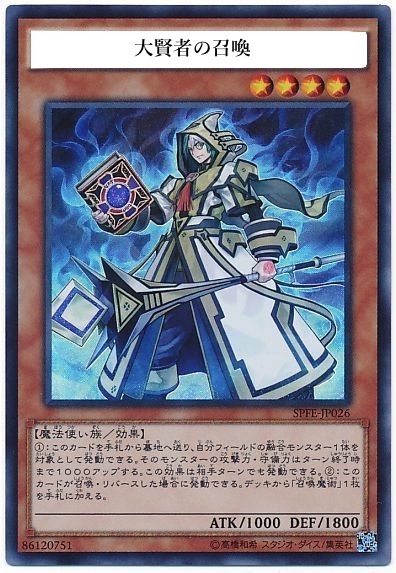 大賢者の召喚
SPFE-JP026
【魔法使い族／効果】
①：このカードを手札から墓地へ送り、自分フィールドの融合モンスター1体を
対象として発動できる。そのモンスターの攻撃力・守備力はターン終了時
まで1000アップする。この効果は相手ターンでも発動できる。②：この
カードが召喚・リバースした場合に発動できる。デッキから「召喚魔術」1枚
を手札に加える。
ATK/1000 DEF/1800
86120751
©高橋和希 スタジオ・ダイス/集英社